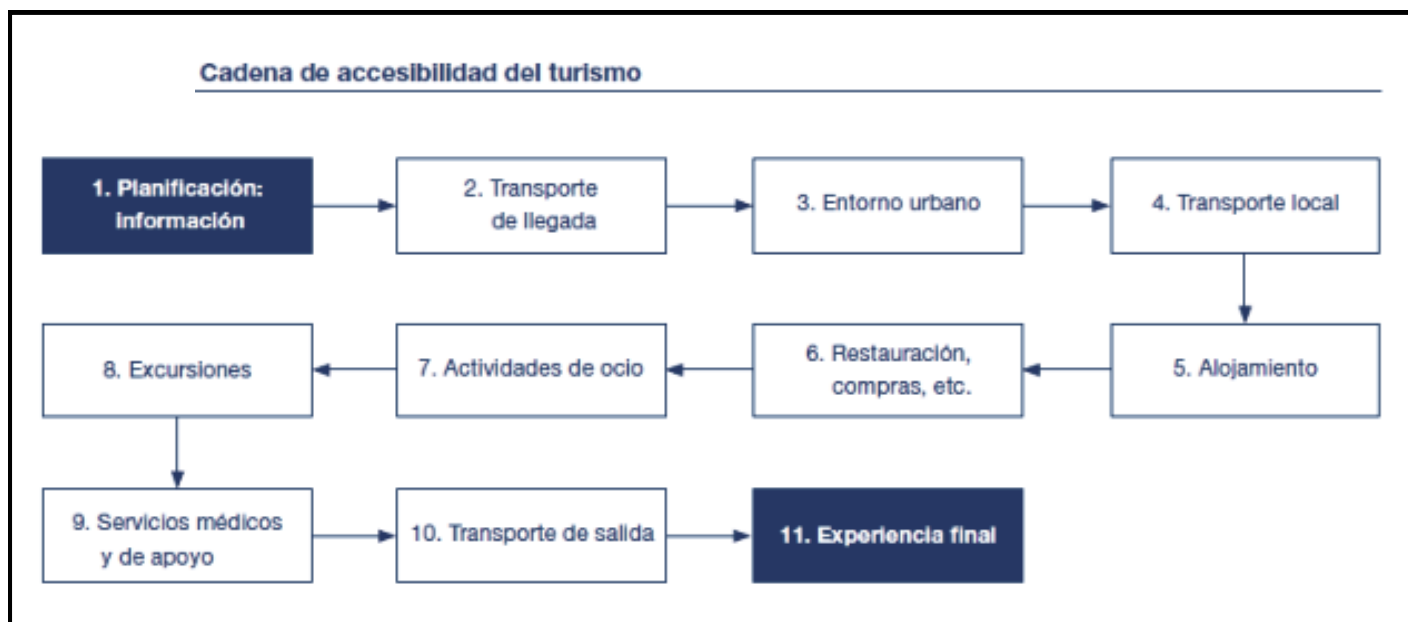 Cadena de accesibilidad del turismo
1. Planificación:
Información
2. Transporte
de llegada
3. Entorno urbano
4. Transporte local
5. Alojamiento
6. Restauración,
compras, etc.
7. Actividades de ocio
8. Excursiones
9. Servicios médicos
y de apoyo
10. Transporte de salida
11. Experiencia final